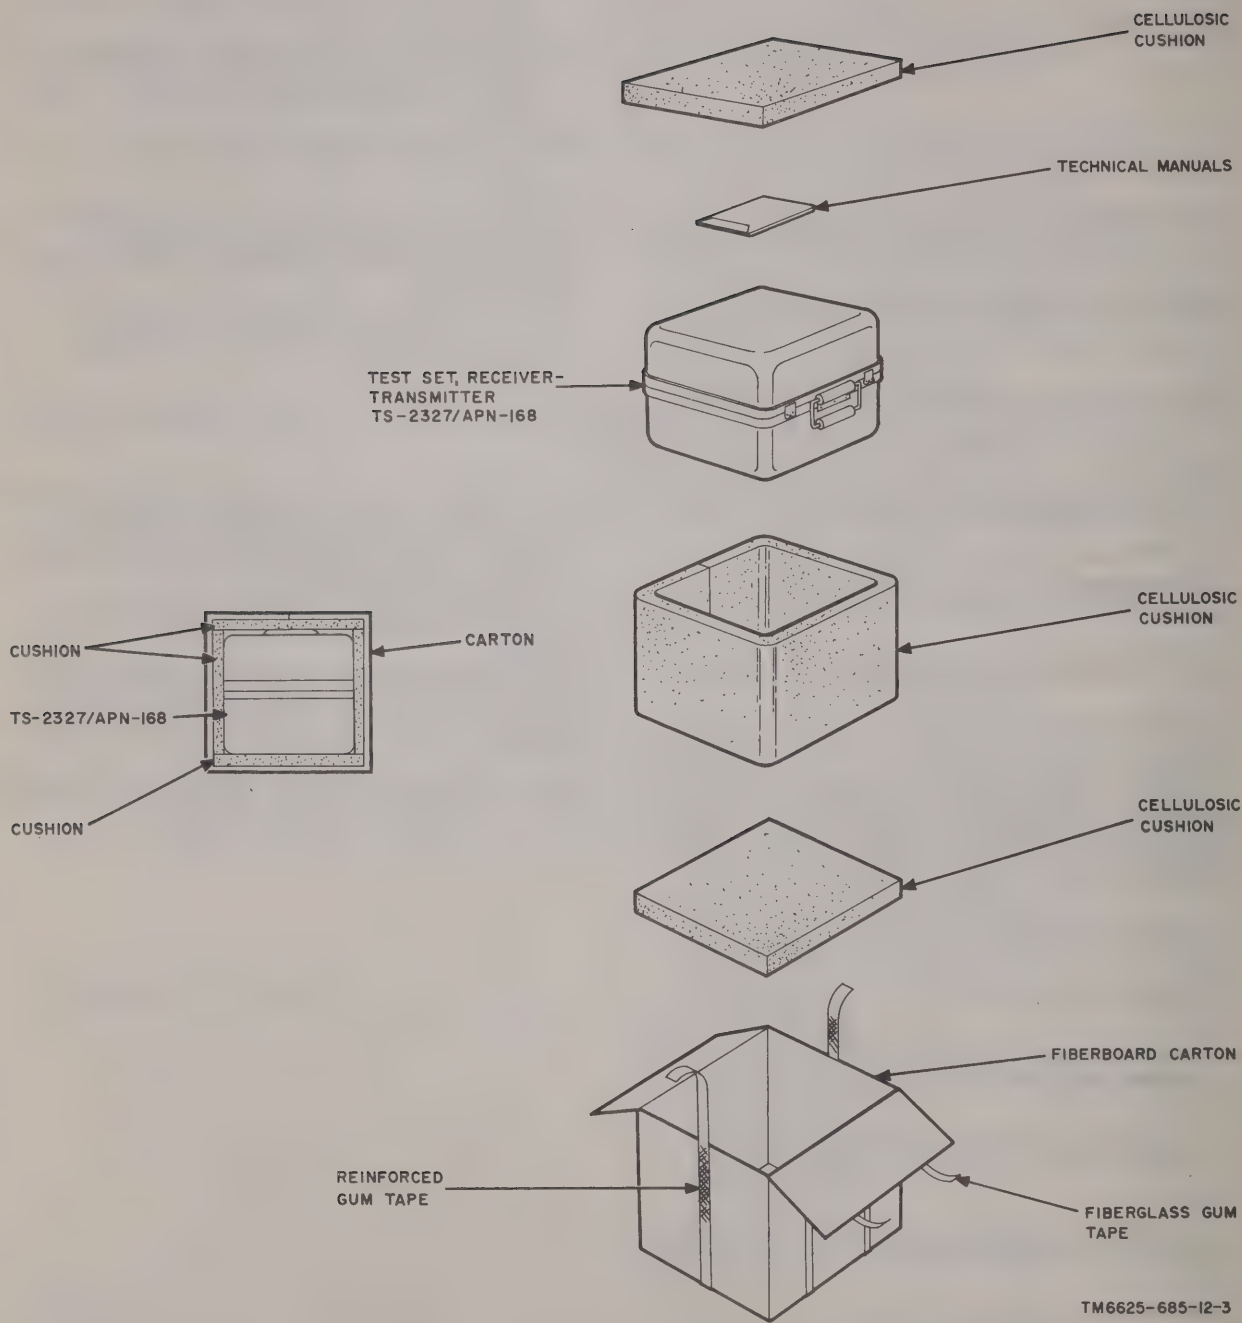 CELLULOSIC
CUSHION
TECHNICAL MANUALS
TEST SET, RECEIVER-
TRANSMITTER
TS-2327/APN-168
CELLULOSIC
CUSHION
CUSHION
CARTON
TS-2327/APN-168
CUSHION
CELLULOSIC
CUSHION
FIBERBOARD CARTON
REINFORCED
GUM TAPE
FIBERGLASS GUM
TAPE
TM6625-685-12-3